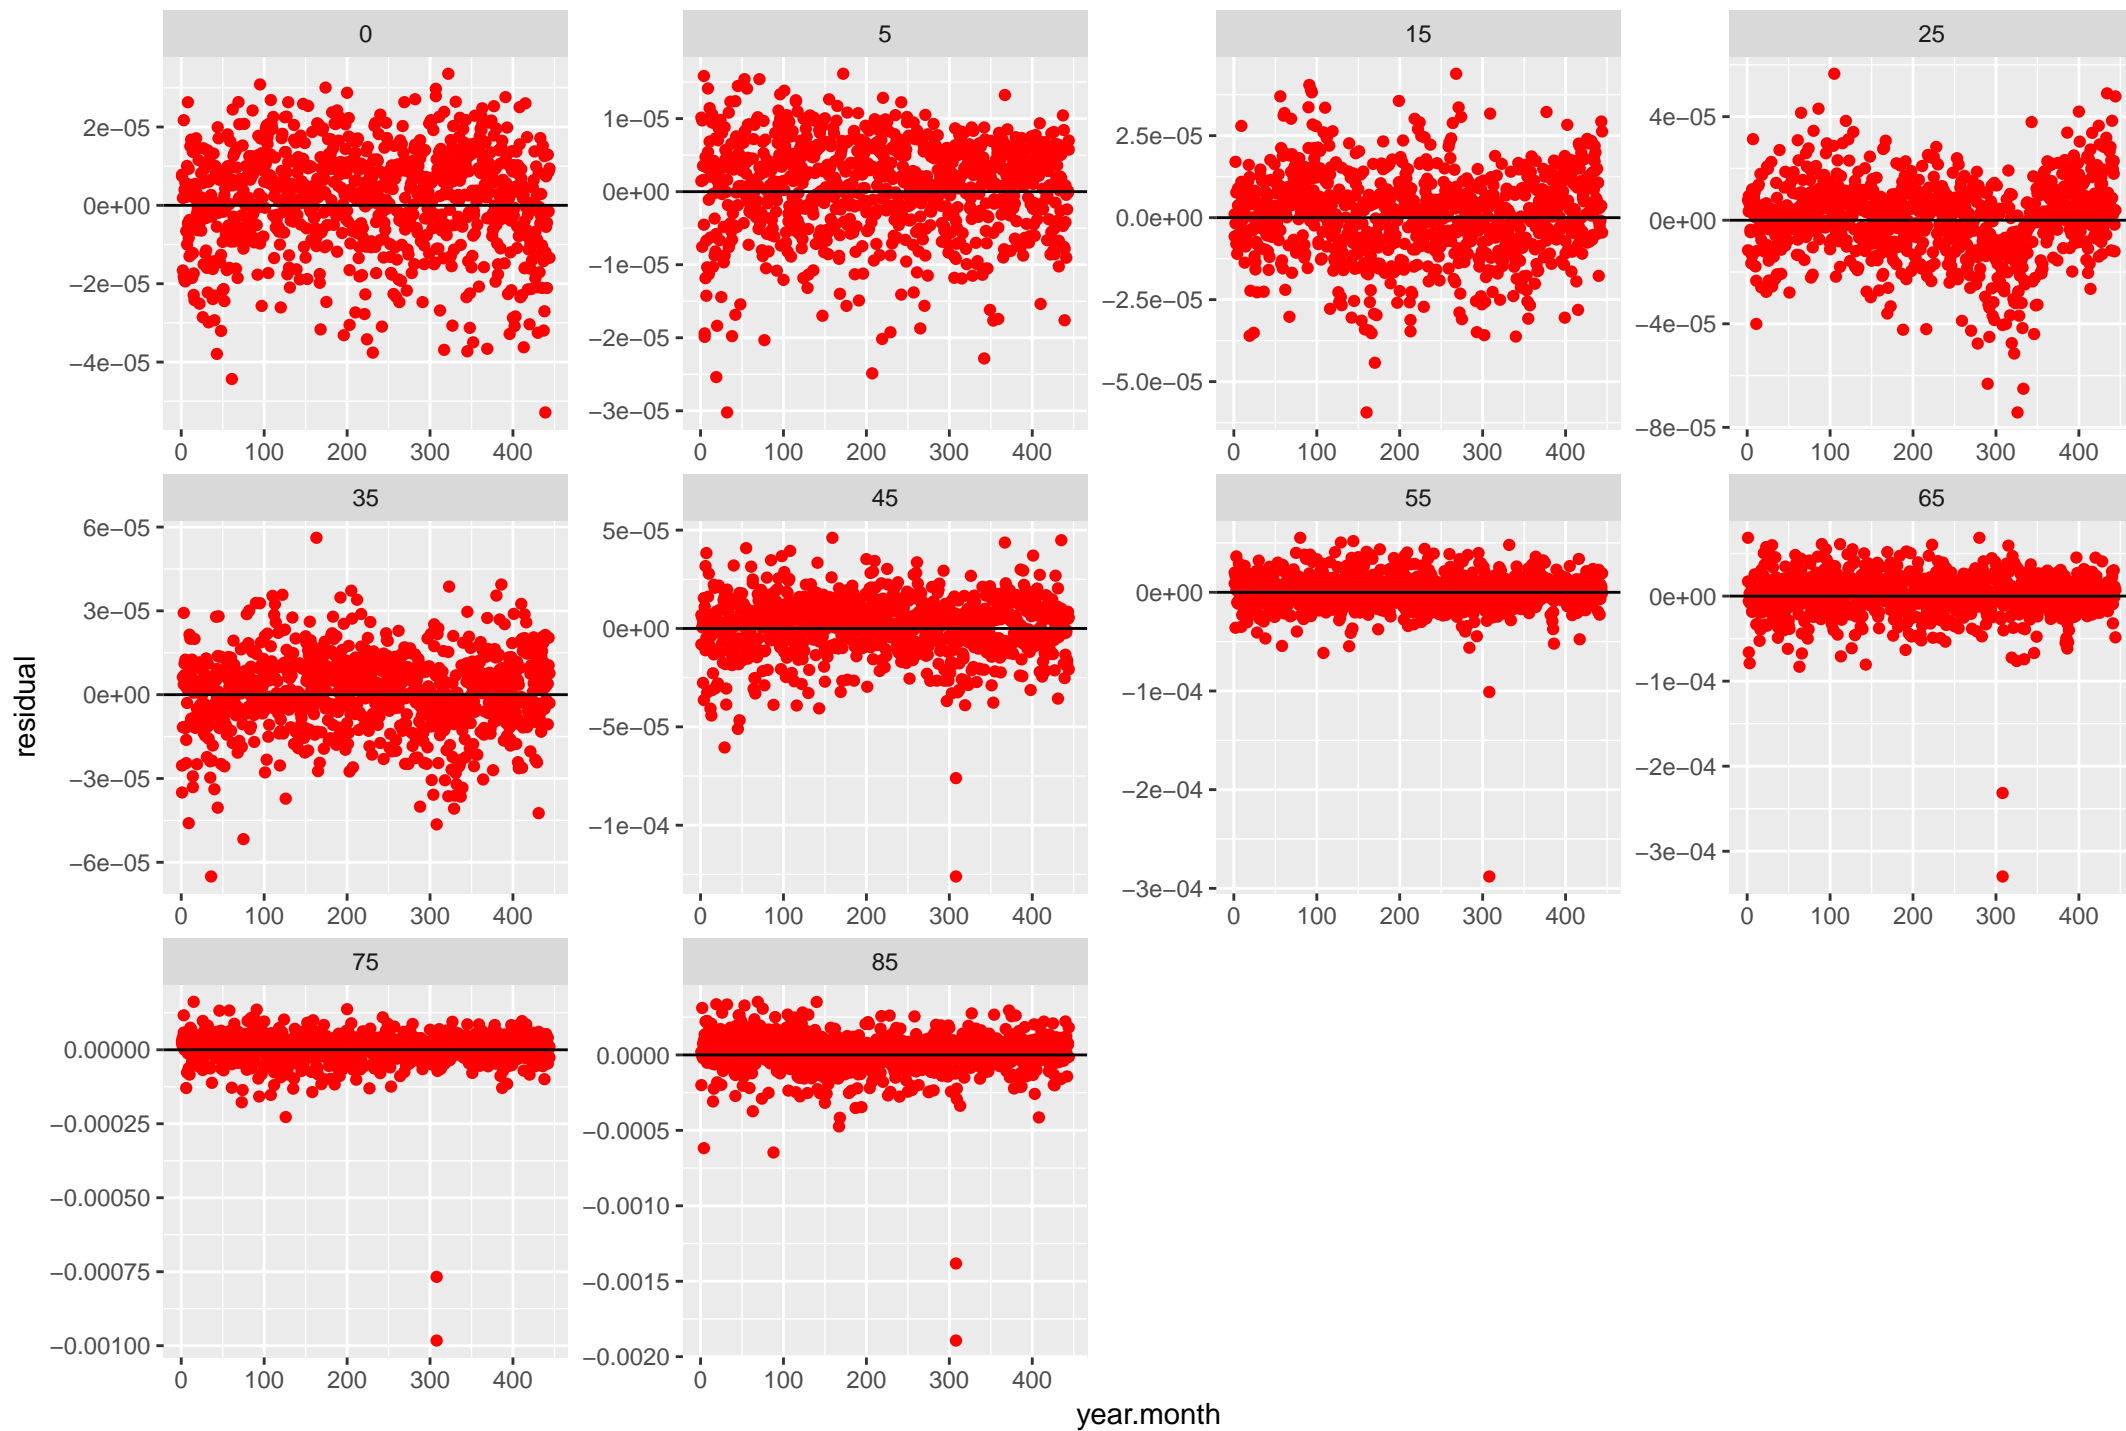 0 5 15 25
2e−05
0e+00
−2e−05
−4e−05
1e−05
0e+00
−1e−05
−2e−05
−3e−05
2.5e−05
0.0e+00
−2.5e−05
−5.0e−05
4e−05
0e+00
−4e−05
−8e−05
0 100 200 300 400 0 100 200 300 400 0 100 200 300 400 0 100 200 300 400
35 45 55 65
6e−05
3e−05
0e+00
−3e−05
−6e−05
5e−05
0e+00
−5e−05
−1e−04
0e+00
−1e−04
−2e−04
−3e−04
0e+00
−1e−04
−2e−04
−3e−04
0 100 200 300 400 0 100 200 300 400 0 100 200 300 400 0 100 200 300 400
75 85
0.00000
−0.00025
−0.00050
−0.00075
−0.00100
0.0000
−0.0005
−0.0010
−0.0015
−0.0020
0 100 200 300 400 0 100 200 300 400
residual
year.month